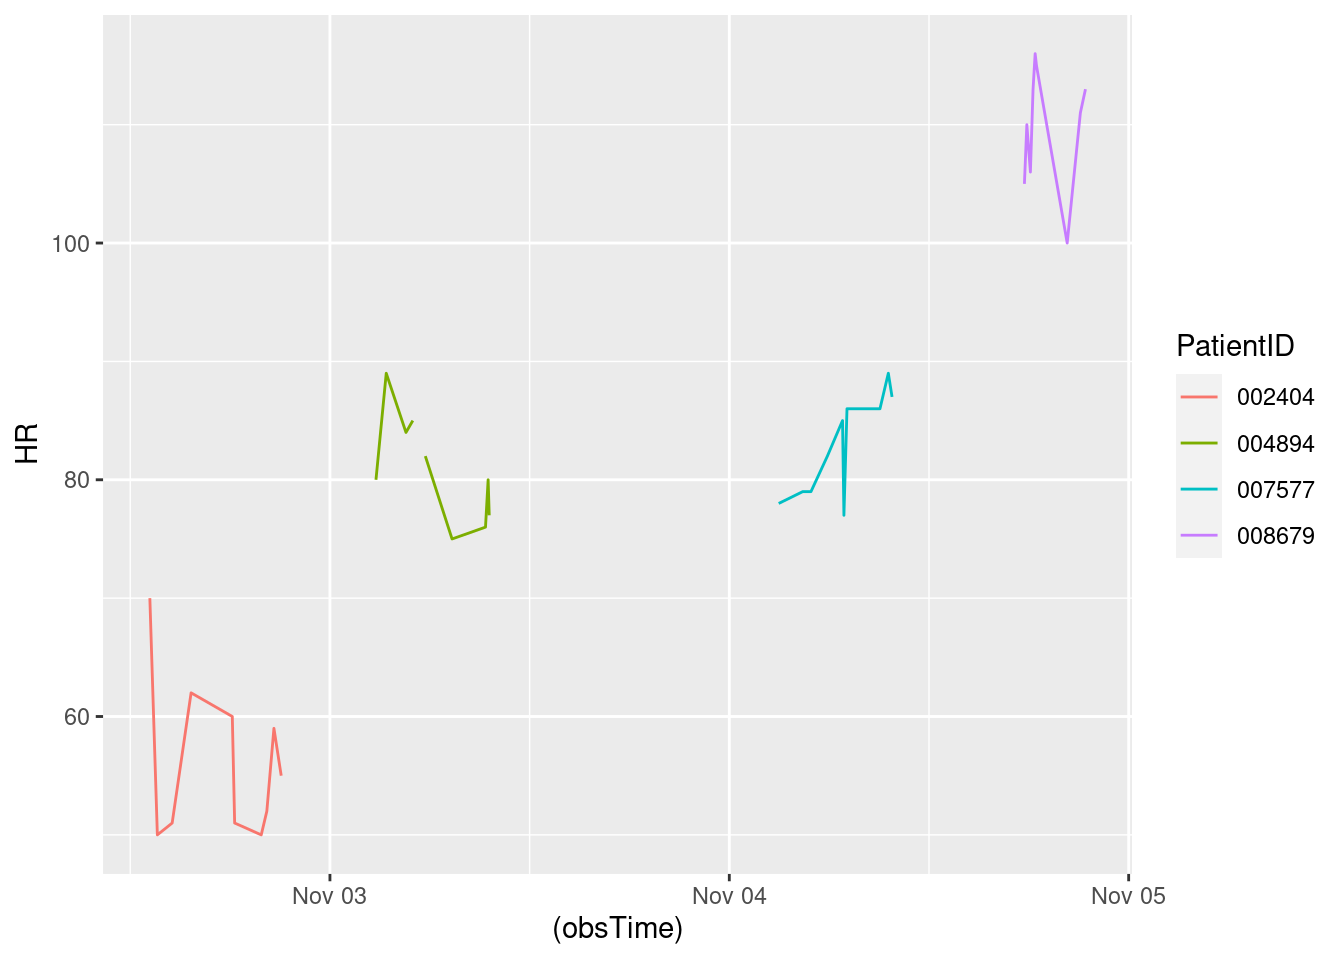 100
80
60
HR
Nov 03
Nov 04
Nov 05
(obsTime)
PatientID
002404
004894
007577
008679